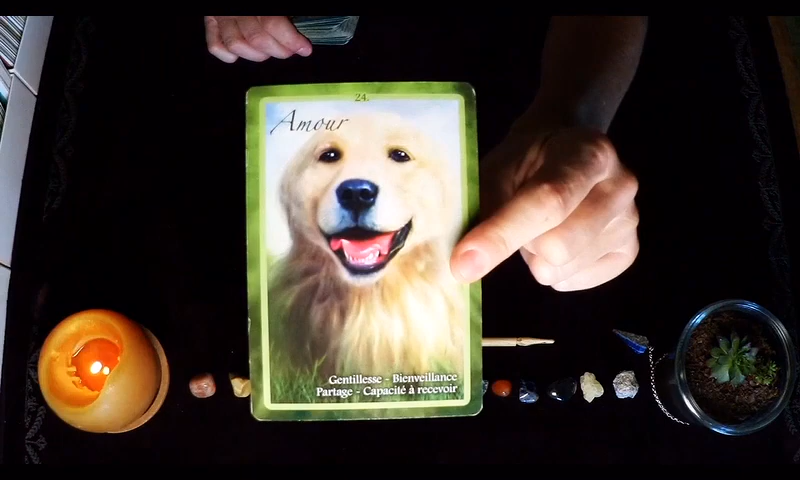 24.
Amour
Gentillesse - Bienveillance
Partage - Capacité à recevoir